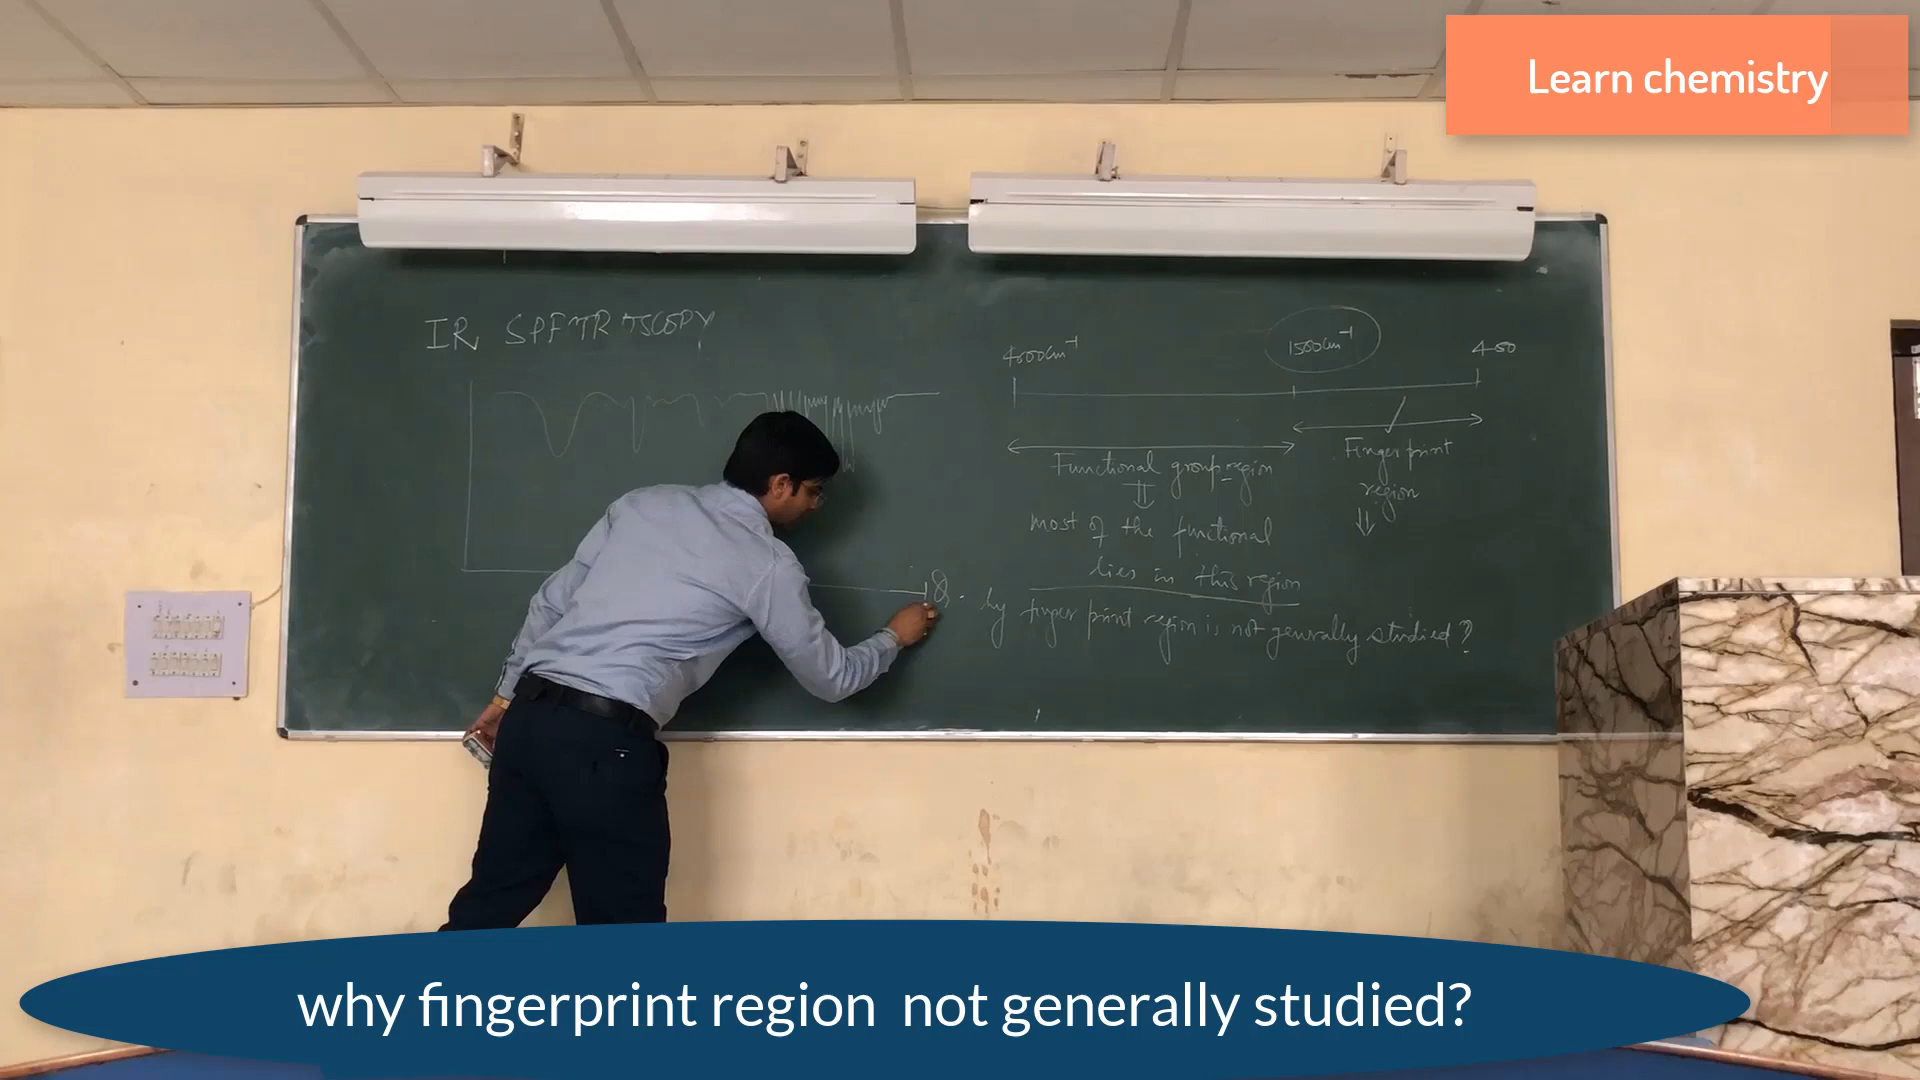 Learn chemistry
IR SPECTROSCOPY
4000cm⁻¹
1500cm⁻¹
450
Functional group region
Finger print
region
most of the functional
lies in this region
Q. hy finger print region is not generally studied?
why fingerprint region not generally studied?